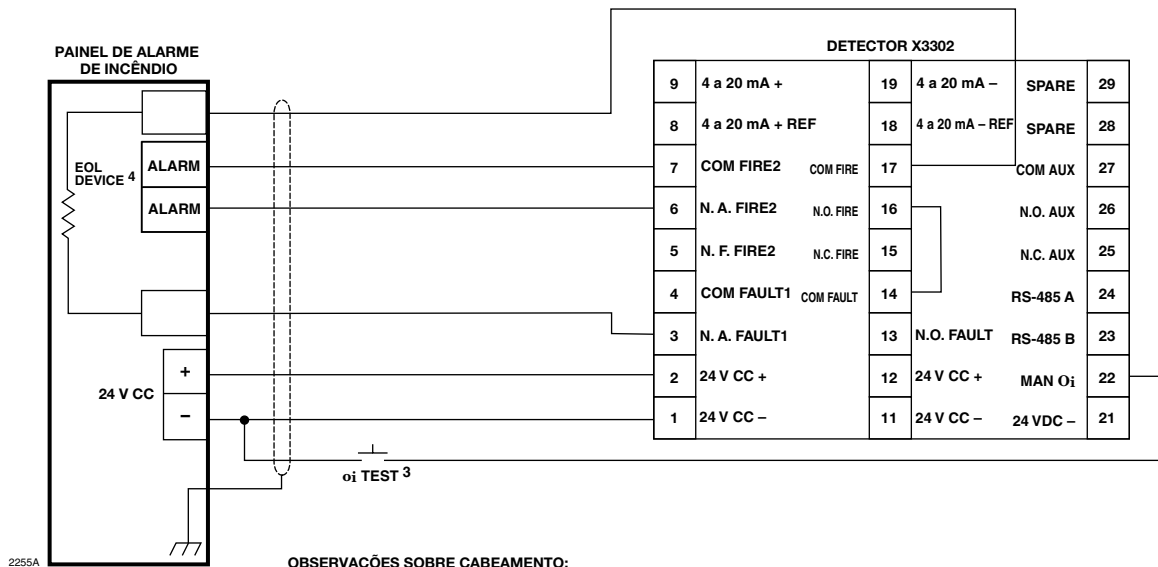 PAINEL DE ALARME
DE INCÊNDIO
DETECTOR X3302
EOL
DEVICE 4
ALARM
ALARM
24 V CC
+
–
oi TEST 3
9 4 a 20 mA + 19 4 a 20 mA – SPARE 29
8 4 a 20 mA + REF 18 4 a 20 mA – REF SPARE 28
7 COM FIRE2 COM FIRE 17 COM AUX 27
6 N. A. FIRE2 N.O. FIRE 16 N.O. AUX 26
5 N. F. FIRE2 N.C. FIRE 15 N.C. AUX 25
4 COM FAULT1 COM FAULT 14 RS-485 A 24
3 N. A. FAULT1 13 N.O. FAULT RS-485 B 23
2 24 V CC + 12 24 V CC + MAN Oi 22
1 24 V CC – 11 24 V CC – 24 VDC – 21
2255A
OBSERVAÇÕES SOBRE CABEAMENTO: